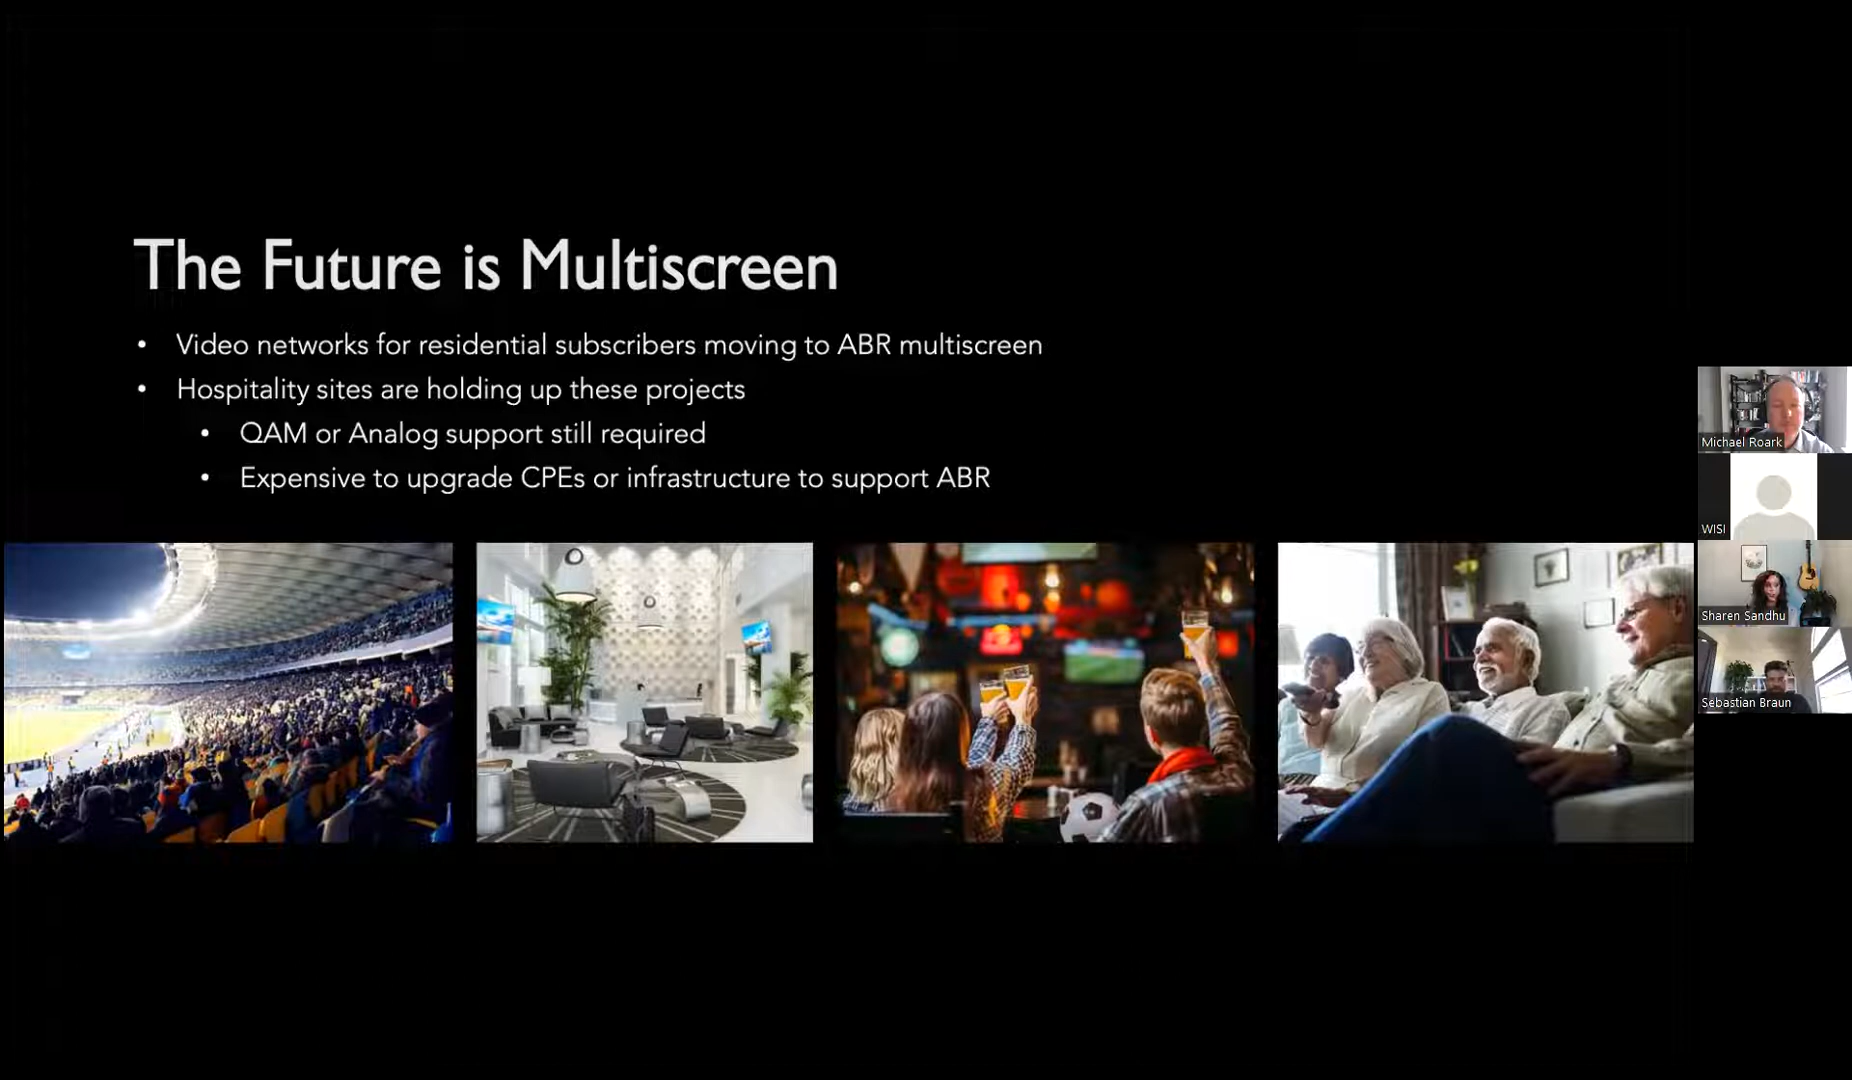 The Future is Multiscreen
• Video networks for residential subscribers moving to ABR multiscreen
• Hospitality sites are holding up these projects
• QAM or Analog support still required
• Expensive to upgrade CPEs or infrastructure to support ABR
Michael Roark
WISI
Sharen Sandhu
Sebastian Braun